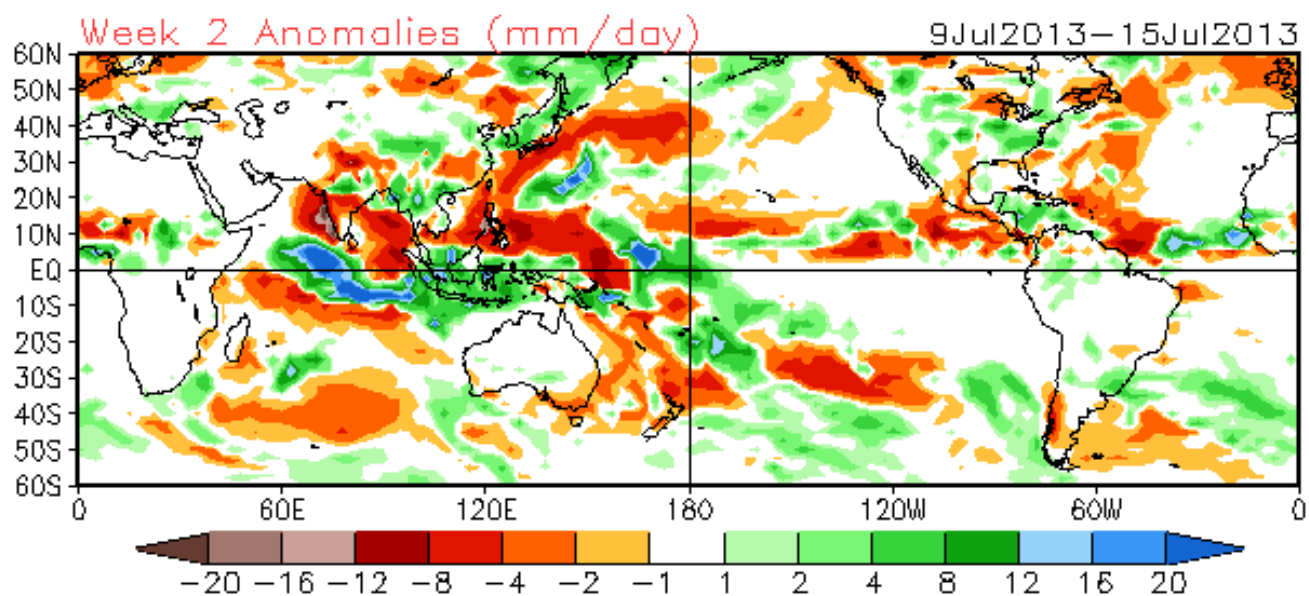 Week 2 Anomalies (mm/day) 9Jul2013-15Jul2013
60N
50N
40N
30N
20N
10N
EQ
10S
20S
30S
40S
50S
60S
0 60E 120E 180 120W 60W 0
-20 -16 -12 -8 -4 -2 -1 1 2 4 8 12 16 20